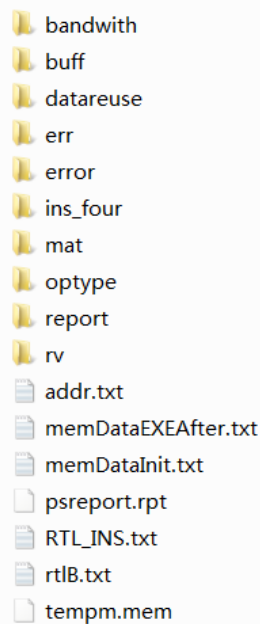 bandwith
buff
datareuse
err
error
ins_four
mat
optype
report
rv
addr.txt
memDataEXEAfter.txt
memDataInit.txt
psreport.rpt
RTL_INS.txt
rtlB.txt
tempm.mem